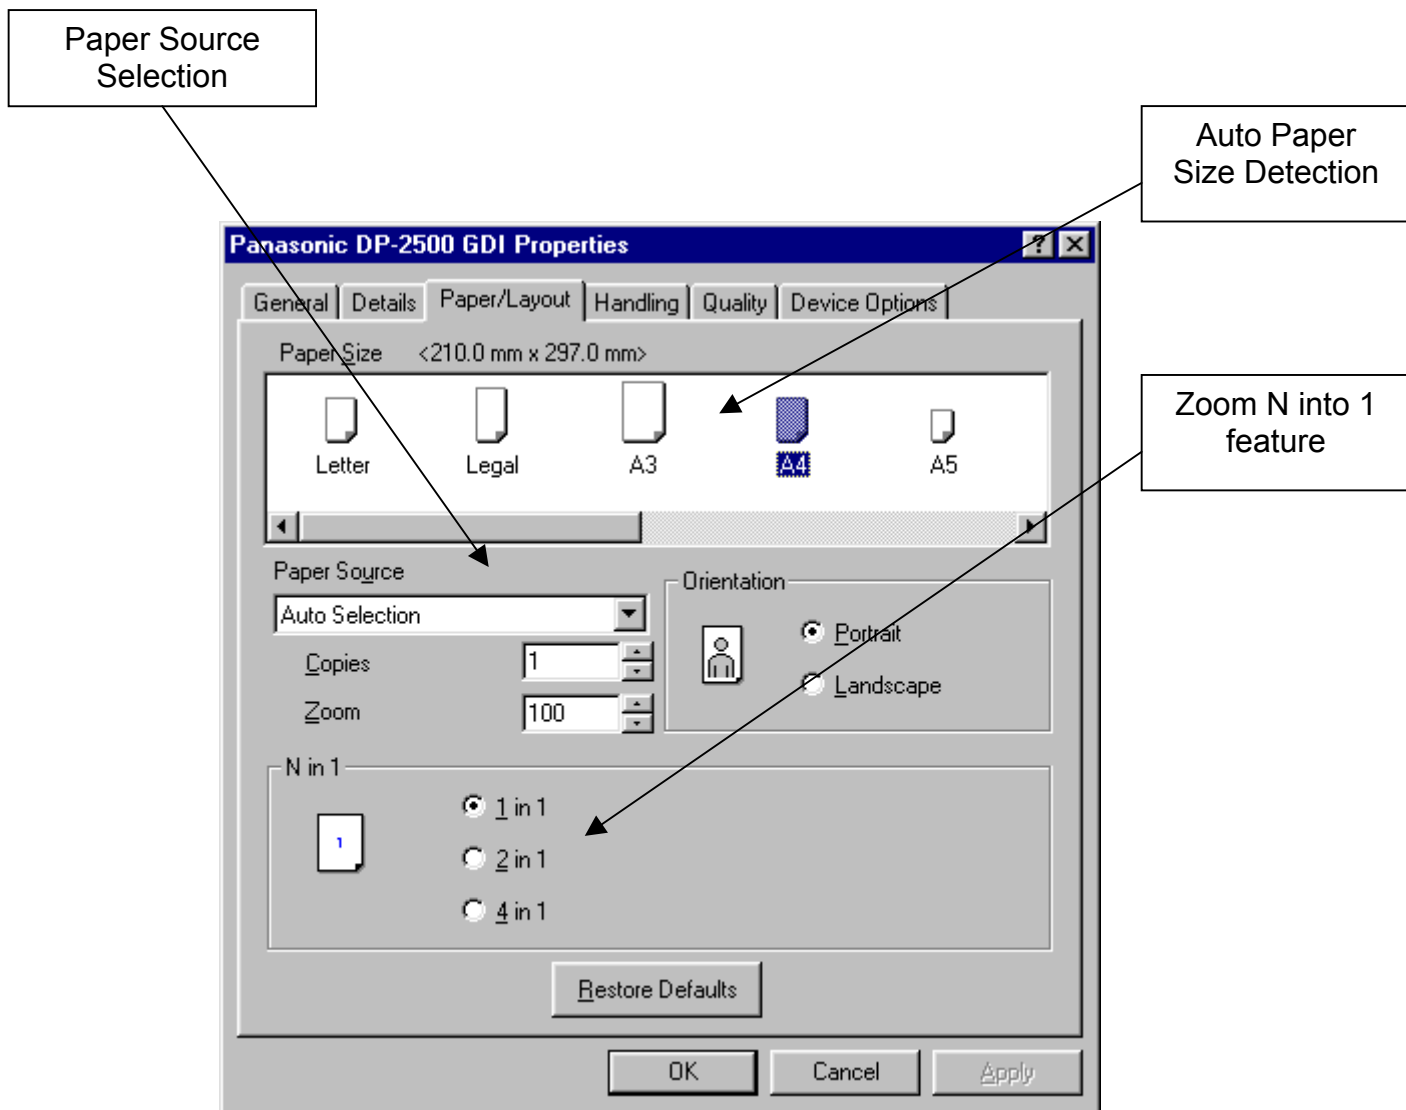 Paper Source
Selection
Auto Paper
Size Detection
Panasonic DP-2500 GDI Properties
General Details Paper/Layout Handling Quality Device Options
Paper Size <210.0 mm x 297.0 mm>
Letter Legal A3 A4 A5
Zoom N into 1
feature
Paper Source
Auto Selection
Copies 1
Zoom 100
Orientation
Portrait
Landscape
N in 1
1
1 in 1
2 in 1
4 in 1
Restore Defaults
OK Cancel Apply